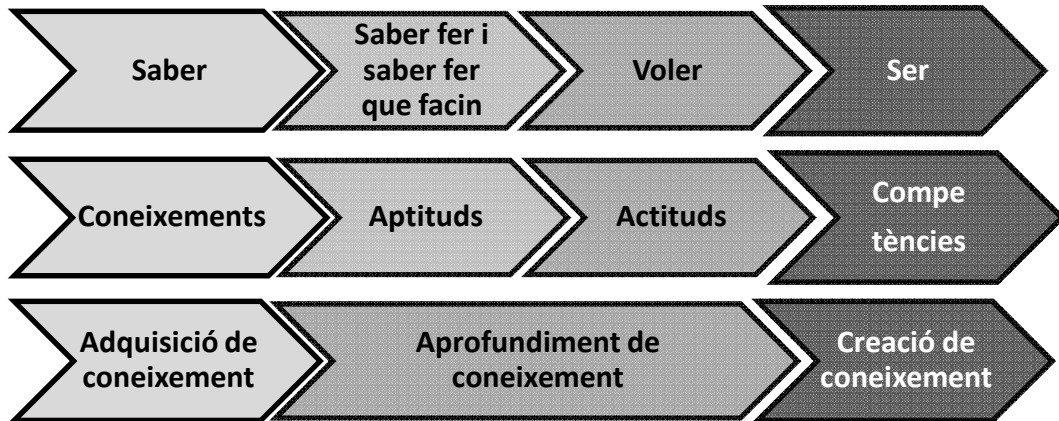 Saber
Saber fer i
saber fer
que facin
Voler
Ser
Coneixements
Aptituds
Actituds
Compe
tències
Adquisició de
coneixement
Aprofundiment de
coneixement
Creació de
coneixement